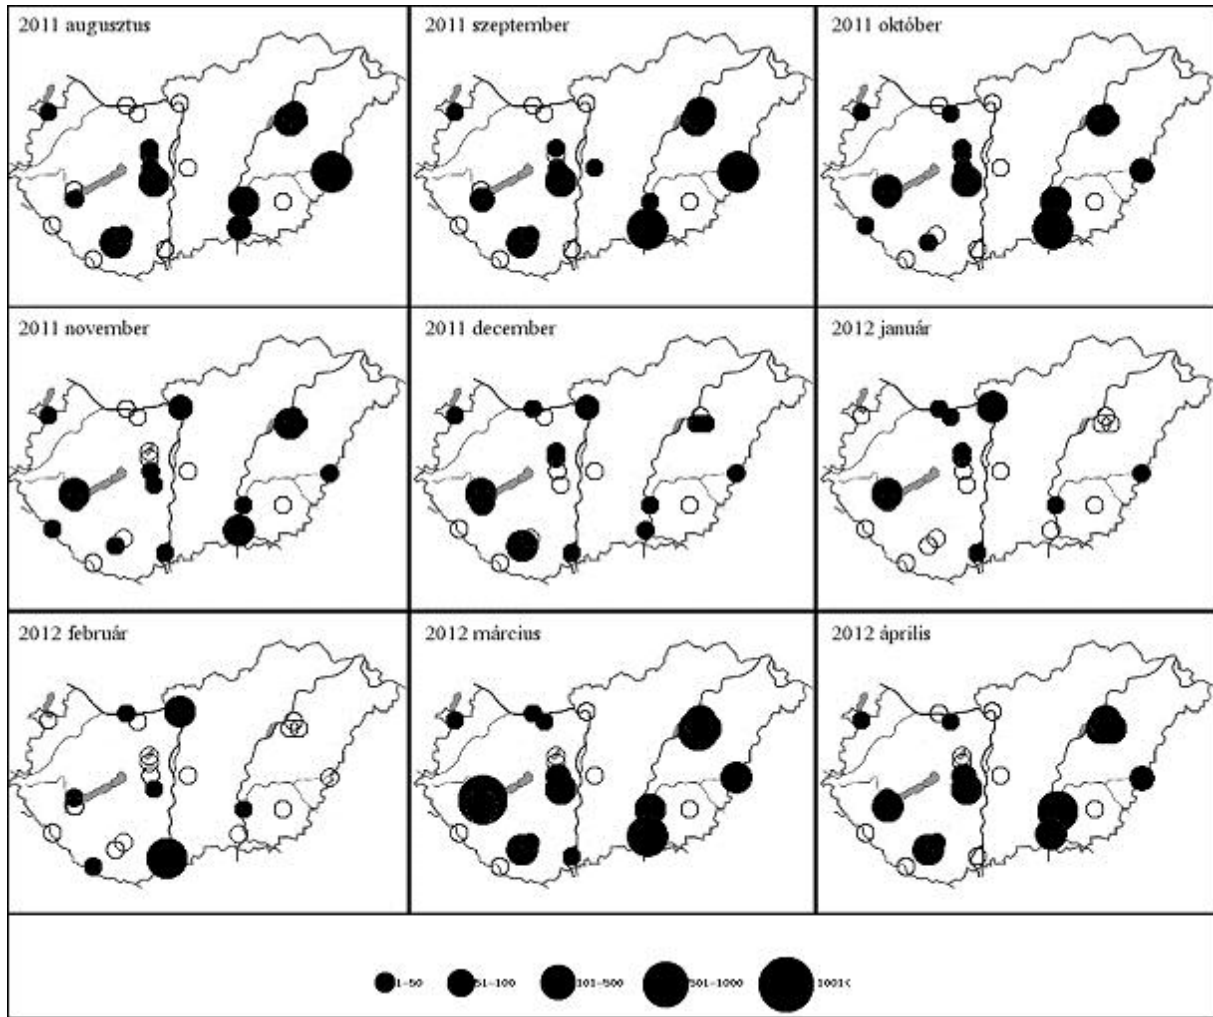 2011 augusztus
2011 szeptember
2011 október
2011 november
2011 december
2012 január
2012 február
2012 március
2012 április
1-50 51-100 101-500 501-1000 1001<